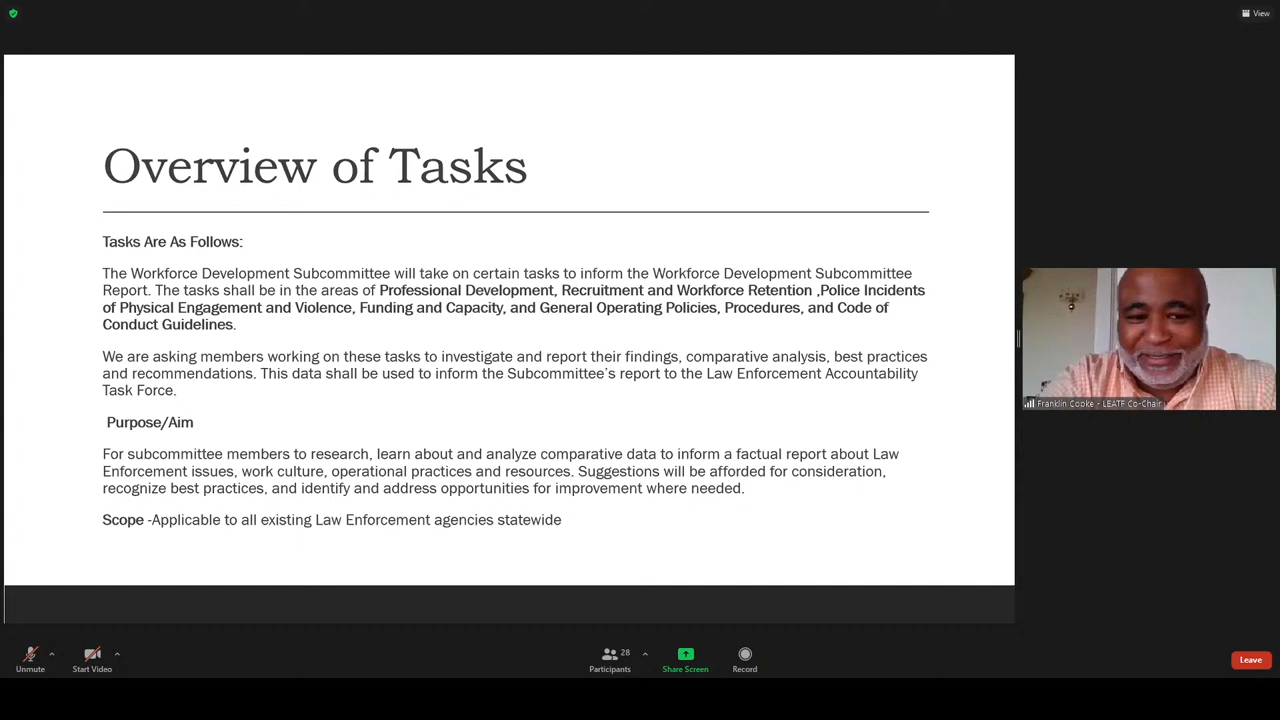 View
Overview of Tasks
Tasks Are As Follows:
The Workforce Development Subcommittee will take on certain tasks to inform the Workforce Development Subcommittee
Report. The tasks shall be in the areas of Professional Development, Recruitment and Workforce Retention ,Police Incidents
of Physical Engagement and Violence, Funding and Capacity, and General Operating Policies, Procedures, and Code of
Conduct Guidelines.
We are asking members working on these tasks to investigate and report their findings, comparative analysis, best practices
and recommendations. This data shall be used to inform the Subcommittee's report to the Law Enforcement Accountability
Task Force.
Purpose/Aim
For subcommittee members to research, learn about and analyze comparative data to inform a factual report about Law
Enforcement issues, work culture, operational practices and resources. Suggestions will be afforded for consideration,
recognize best practices, and identify and address opportunities for improvement where needed.
Scope -Applicable to all existing Law Enforcement agencies statewide
Franklin Cooke - LEATF Co-Chair
Unmute
Start Video
28
Participants
Share Screen
Record
Leave